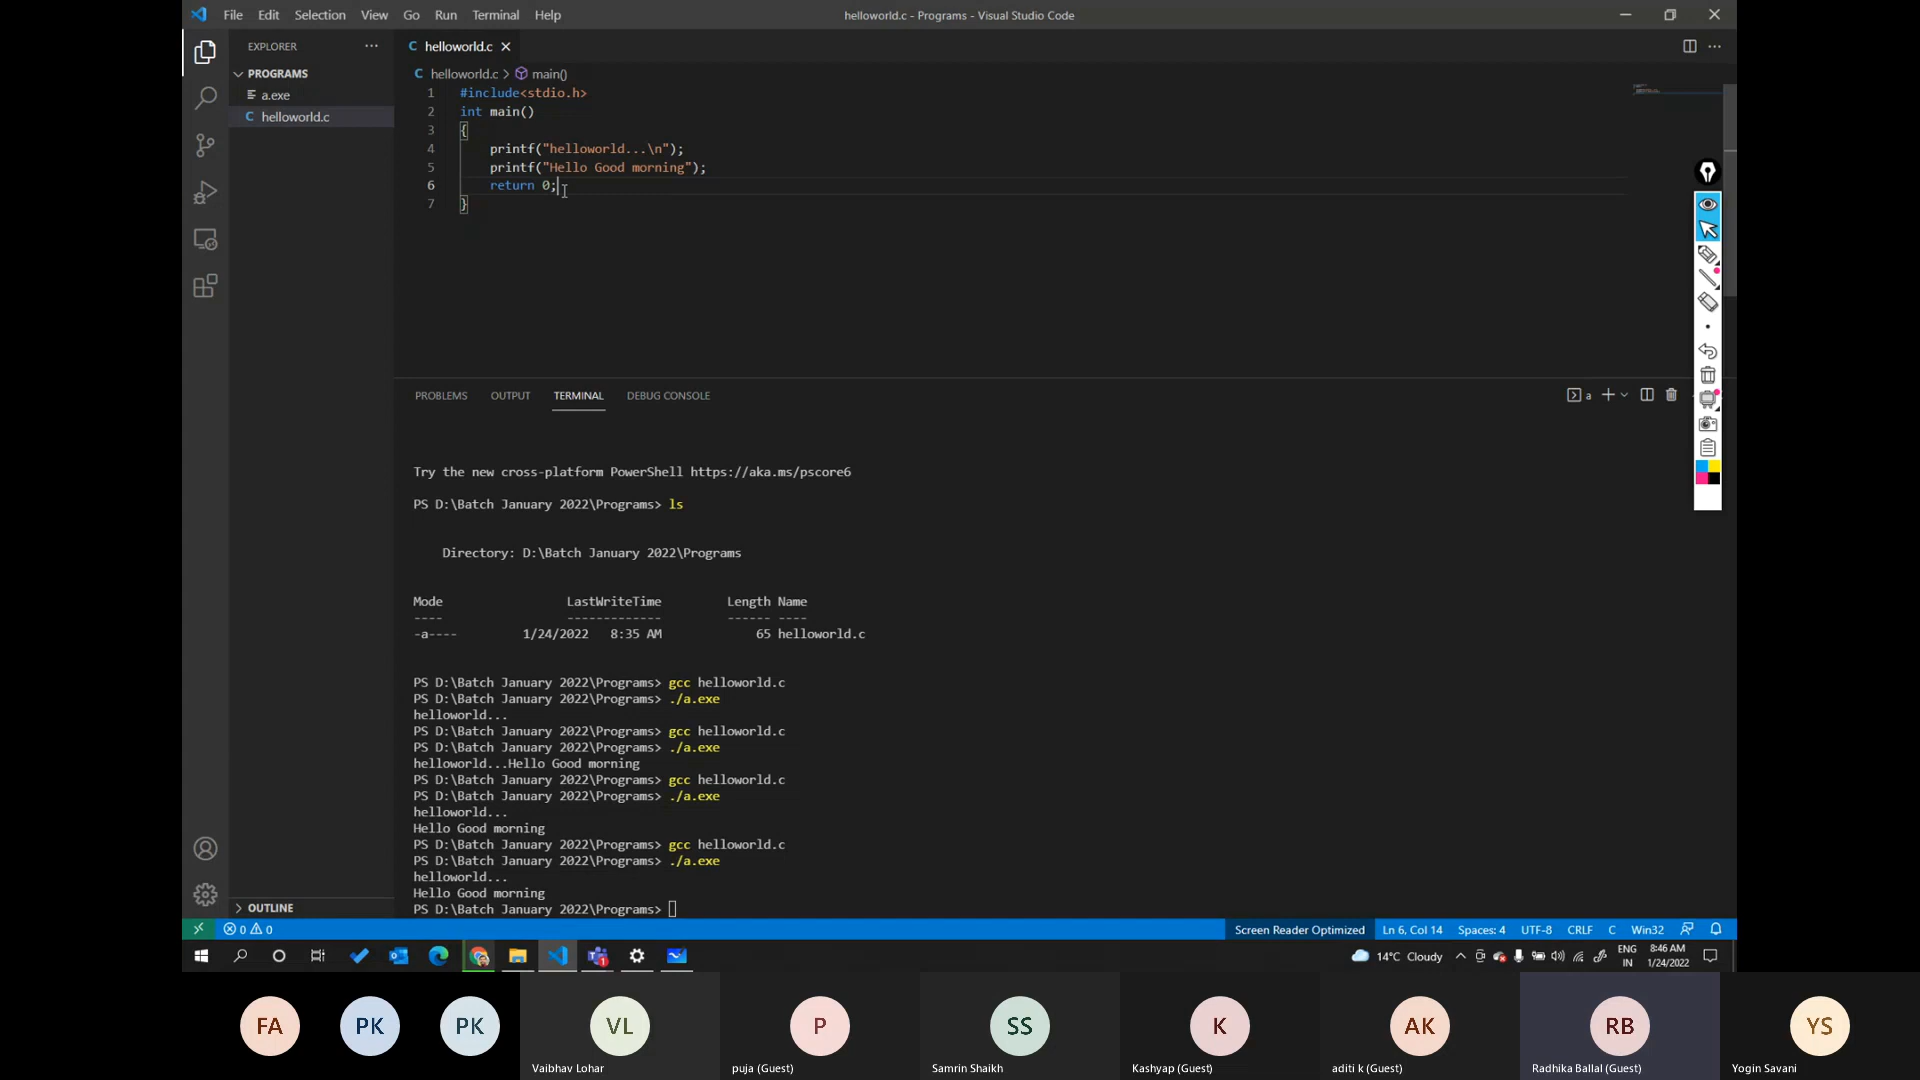 File Edit Selection View Go Run Terminal Help
helloworld.c - Programs - Visual Studio Code
EXPLORER
PROGRAMS
a.exe
C helloworld.c
C helloworld.c
C helloworld.c > main()
1 #include<stdio.h>
2 int main()
3 {
4 printf("helloworld...\n");
5 printf("Hello Good morning");
6 return 0;
7 }
PROBLEMS OUTPUT TERMINAL DEBUG CONSOLE
a
Try the new cross-platform PowerShell https://aka.ms/pscore6
PS D:\Batch January 2022\Programs> ls
Directory: D:\Batch January 2022\Programs
Mode LastWriteTime Length Name
---- ------------- ------ ----
-a---- 1/24/2022 8:35 AM 65 helloworld.c
PS D:\Batch January 2022\Programs> gcc helloworld.c
PS D:\Batch January 2022\Programs> ./a.exe
helloworld...
PS D:\Batch January 2022\Programs> gcc helloworld.c
PS D:\Batch January 2022\Programs> ./a.exe
helloworld...Hello Good morning
PS D:\Batch January 2022\Programs> gcc helloworld.c
PS D:\Batch January 2022\Programs> ./a.exe
helloworld...
Hello Good morning
PS D:\Batch January 2022\Programs> gcc helloworld.c
PS D:\Batch January 2022\Programs> ./a.exe
helloworld...
Hello Good morning
PS D:\Batch January 2022\Programs>
OUTLINE
0 0
Screen Reader Optimized Ln 6, Col 14 Spaces: 4 UTF-8 CRLF C Win32
14°C Cloudy
ENG
IN
8:46 AM
1/24/2022
FA PK PK VL P SS K AK RB YS
Vaibhav Lohar puja (Guest) Samrin Shaikh Kashyap (Guest) aditi k (Guest) Radhika Ballal (Guest) Yogin Savani